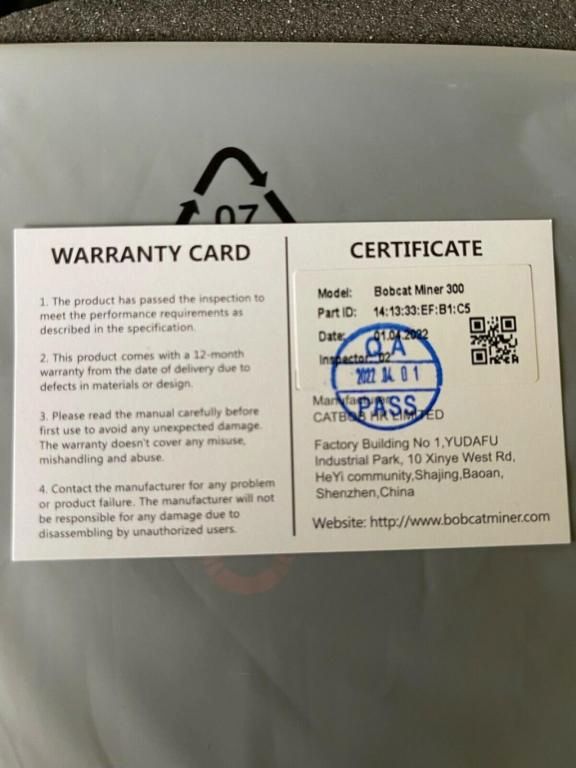 07
WARRANTY CARD
1. The product has passed the inspection to
meet the performance requirements as
described in the specification.
2. This product comes with a 12-month
warranty from the date of delivery due to
defects in materials or design.
3. Please read the manual carefully before
first use to avoid any unexpected damage.
The warranty doesn't cover any misuse,
mishandling and abuse.
4. Contact the manufacturer for any problem
or product failure. The manufacturer will not
be responsible for any damage due to
disassembling by unauthorized users.
CERTIFICATE
Model: Bobcat Miner 300
Part ID: 14:13:33:EF:B1:C5
Date: 01.04.2022
Inspector: 02
QA
2022.04.01
PASS
Manufacturer:
CATBOB HK LIMITED
Factory Building No 1,YUDAFU
Industrial Park, 10 Xinye West Rd,
HeYi community,Shajing,Baoan,
Shenzhen,China
Website: http://www.bobcatminer.com